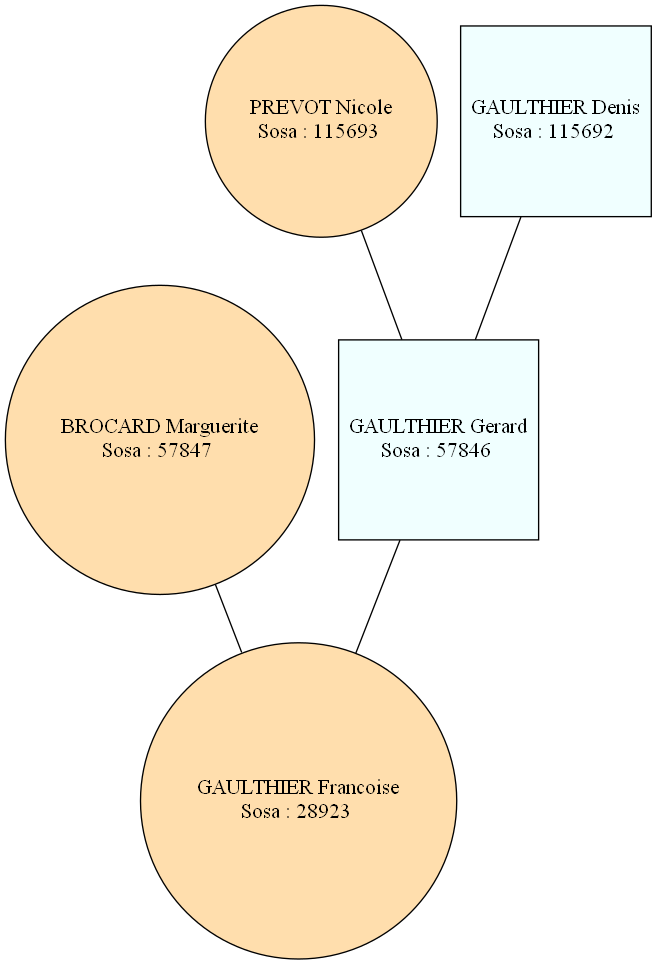 PREVOT Nicole
Sosa : 115693
GAULTHIER Denis
Sosa : 115692
BROCARD Marguerite
Sosa : 57847
GAULTHIER Gerard
Sosa : 57846
GAULTHIER Francoise
Sosa : 28923